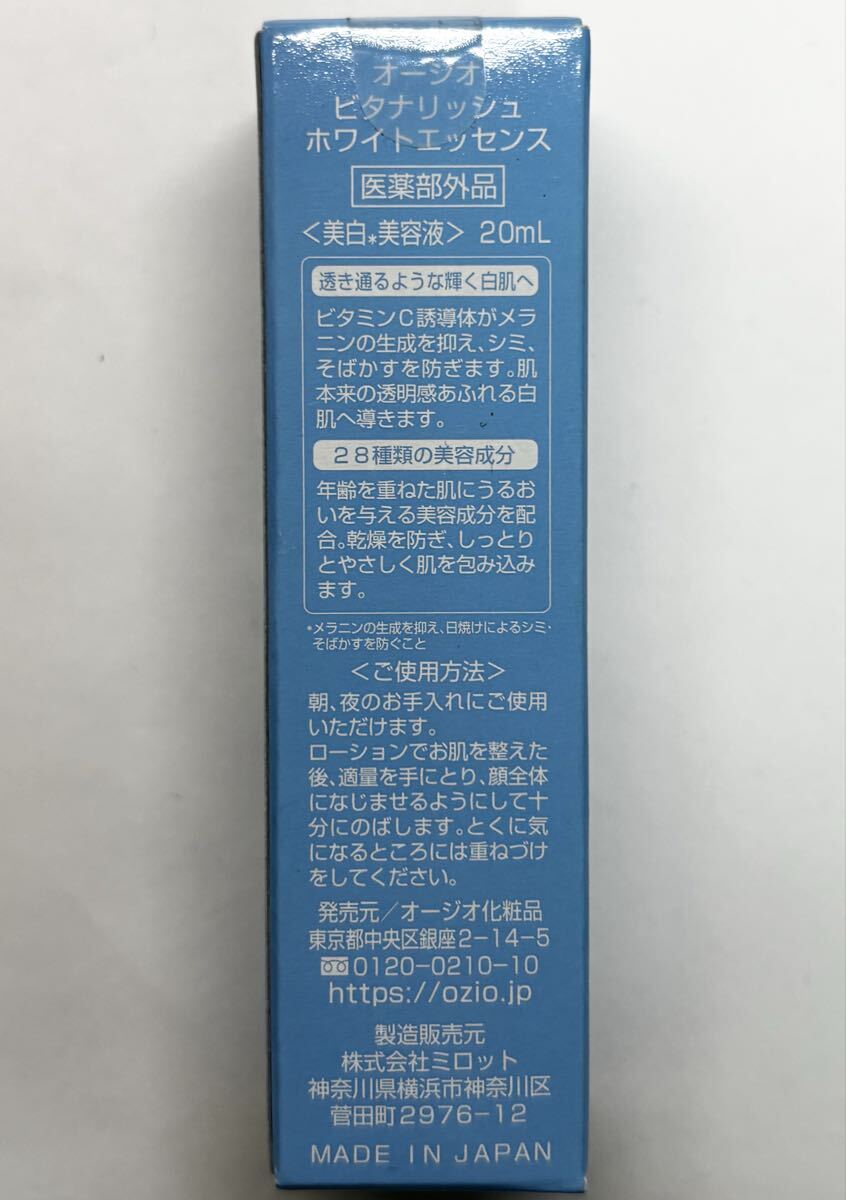 オージオ
ビタナリッシュ
ホワイトエッセンス
医薬部外品
＜美白*美容液＞ 20mL
透き通るような輝く白肌へ
ビタミンC誘導体がメラ
ニンの生成を抑え、シミ、
そばかすを防ぎます。肌
本来の透明感あふれる白
肌へ導きます。
２８種類の美容成分
年齢を重ねた肌にうるお
いを与える美容成分を配
合。乾燥を防ぎ、しっとり
とやさしく肌を包み込み
ます。
*メラニンの生成を抑え、日焼けによるシミ・
そばかすを防ぐこと
＜ご使用方法＞
朝、夜のお手入れにご使用
いただけます。
ローションでお肌を整えた
後、適量を手にとり、顔全体
になじませるようにして十
分にのばします。とくに気
になるところには重ねづけ
をしてください。
発売元／オージオ化粧品
東京都中央区銀座2-14-5
0120-0210-10
https://ozio.jp
製造販売元
株式会社ミロット
神奈川県横浜市神奈川区
菅田町2976-12
MADE IN JAPAN